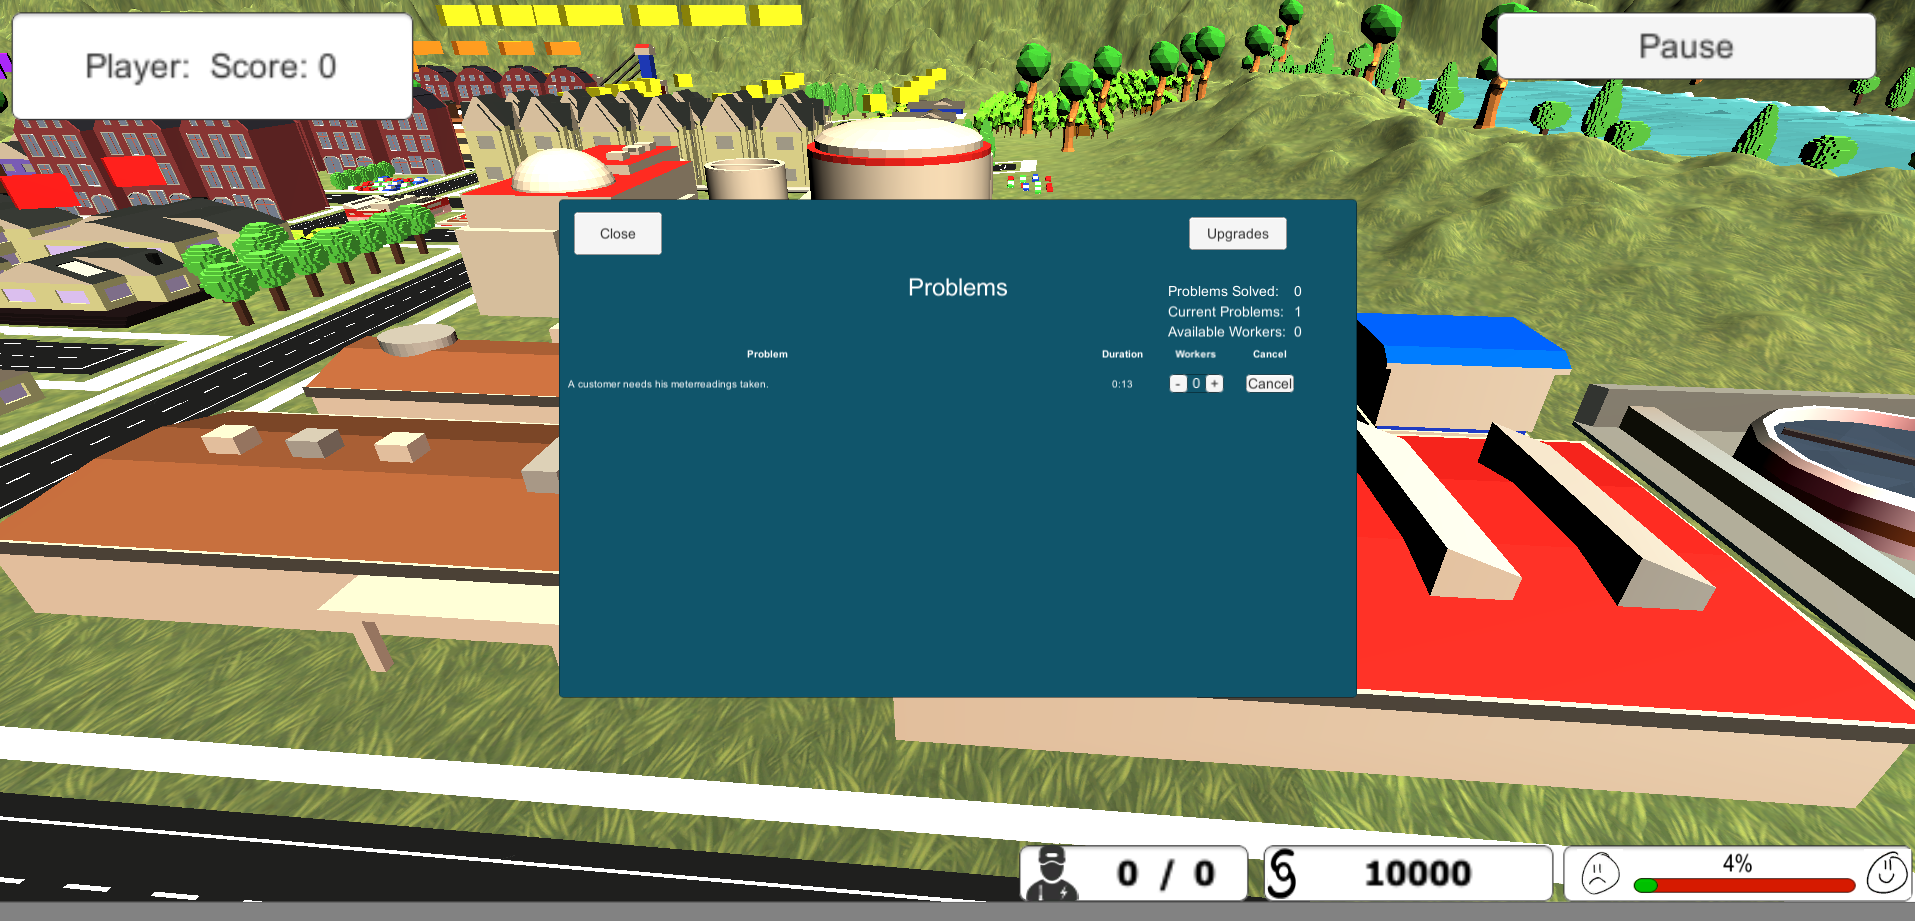 Player: Score: 0
Pause
Close
Upgrades
Problems
Problems Solved: 0
Current Problems: 1
Available Workers: 0
Problem Duration Workers Cancel
A customer needs his meterreadings taken. 0:13 - 0 + Cancel
0 / 0
10000
4%